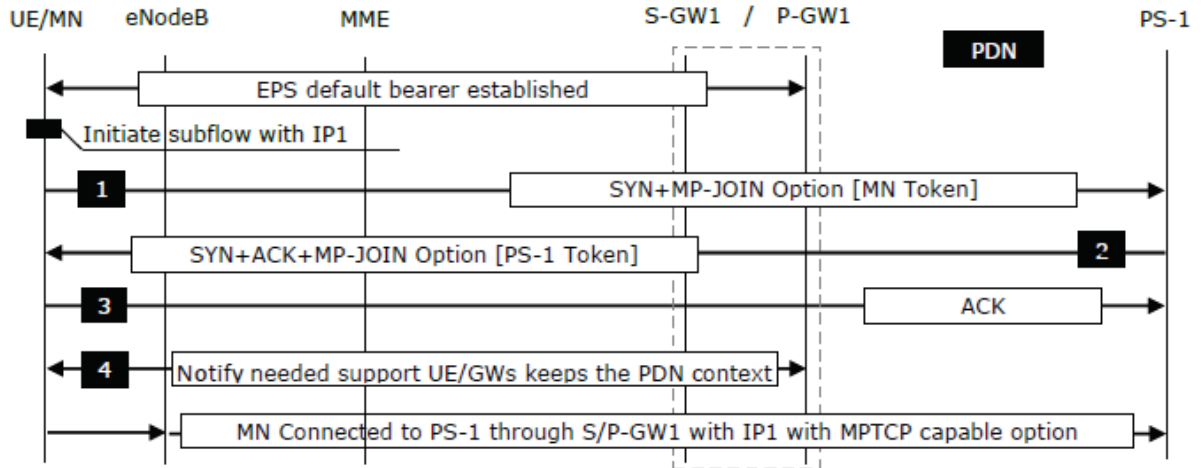 UE/MN eNodeB MME S-GW1 / P-GW1 PS-1
PDN
EPS default bearer established
Initiate subflow with IP1
1 SYN+MP-JOIN Option [MN Token]
SYN+ACK+MP-JOIN Option [PS-1 Token] 2
3 ACK
4 Notify needed support UE/GWs keeps the PDN context
MN Connected to PS-1 through S/P-GW1 with IP1 with MPTCP capable option